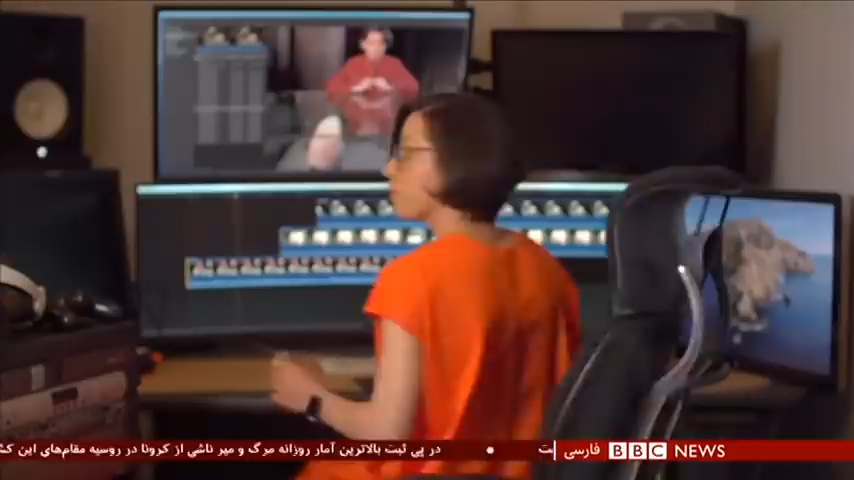 در پی ثبت بالاترین آمار روزانه مرگ و میر ناشی از کرونا در روسیه مقام‌های این
فارسی BBC NEWS